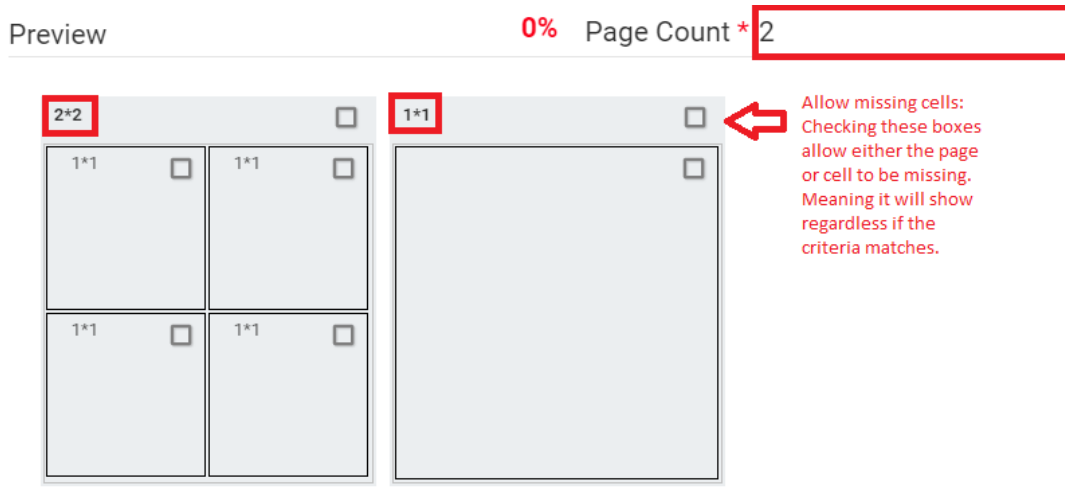 Preview
0%
Page Count * 2
2*2
1*1
Allow missing cells:
Checking these boxes
allow either the page
or cell to be missing.
Meaning it will show
regardless if the
criteria matches.
1*1
1*1
1*1
1*1